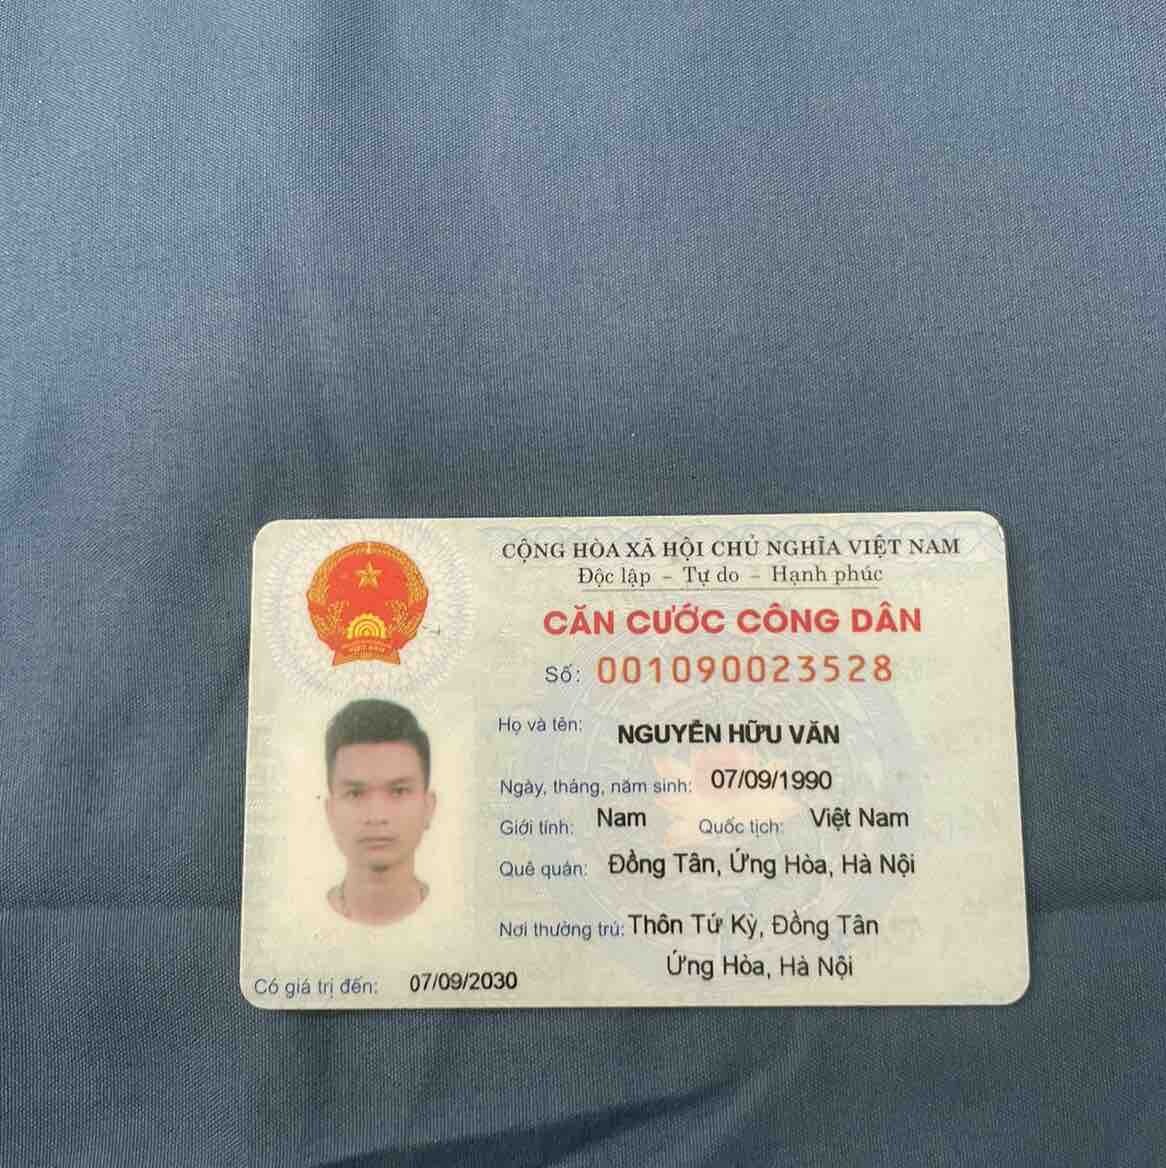 CỘNG HÒA XÃ HỘI CHỦ NGHĨA VIỆT NAM
Độc lập – Tự do – Hạnh phúc
CĂN CƯỚC CÔNG DÂN
Số: 001090023528
Họ và tên: NGUYỄN HỮU VĂN
Ngày, tháng, năm sinh: 07/09/1990
Giới tính: Nam Quốc tịch: Việt Nam
Quê quán: Đồng Tân, Ứng Hòa, Hà Nội
Nơi thường trú: Thôn Tứ Kỳ, Đồng Tân
Ứng Hòa, Hà Nội
Có giá trị đến: 07/09/2030